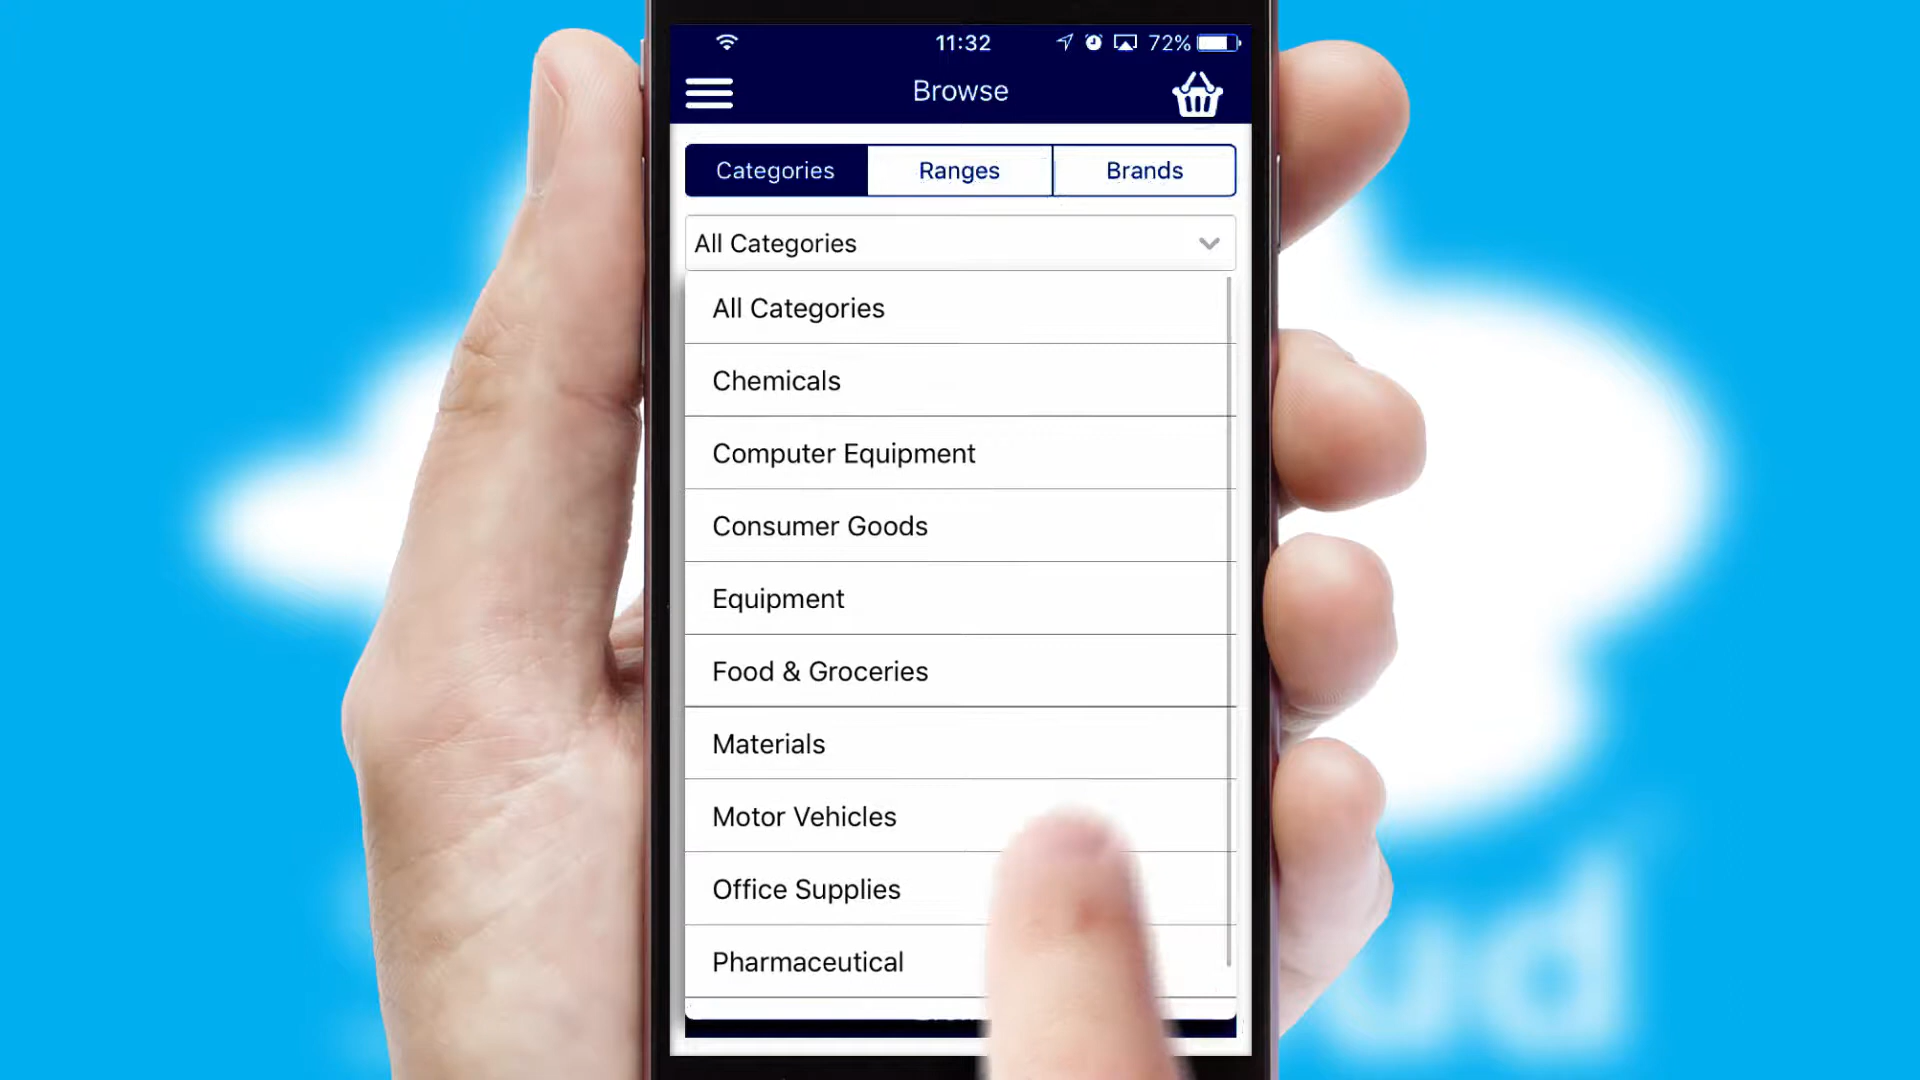 11:32
72%
Browse
Categories
Ranges
Brands
All Categories
All Categories
Chemicals
Computer Equipment
Consumer Goods
Equipment
Food & Groceries
Materials
Motor Vehicles
Office Supplies
Pharmaceutical
ud